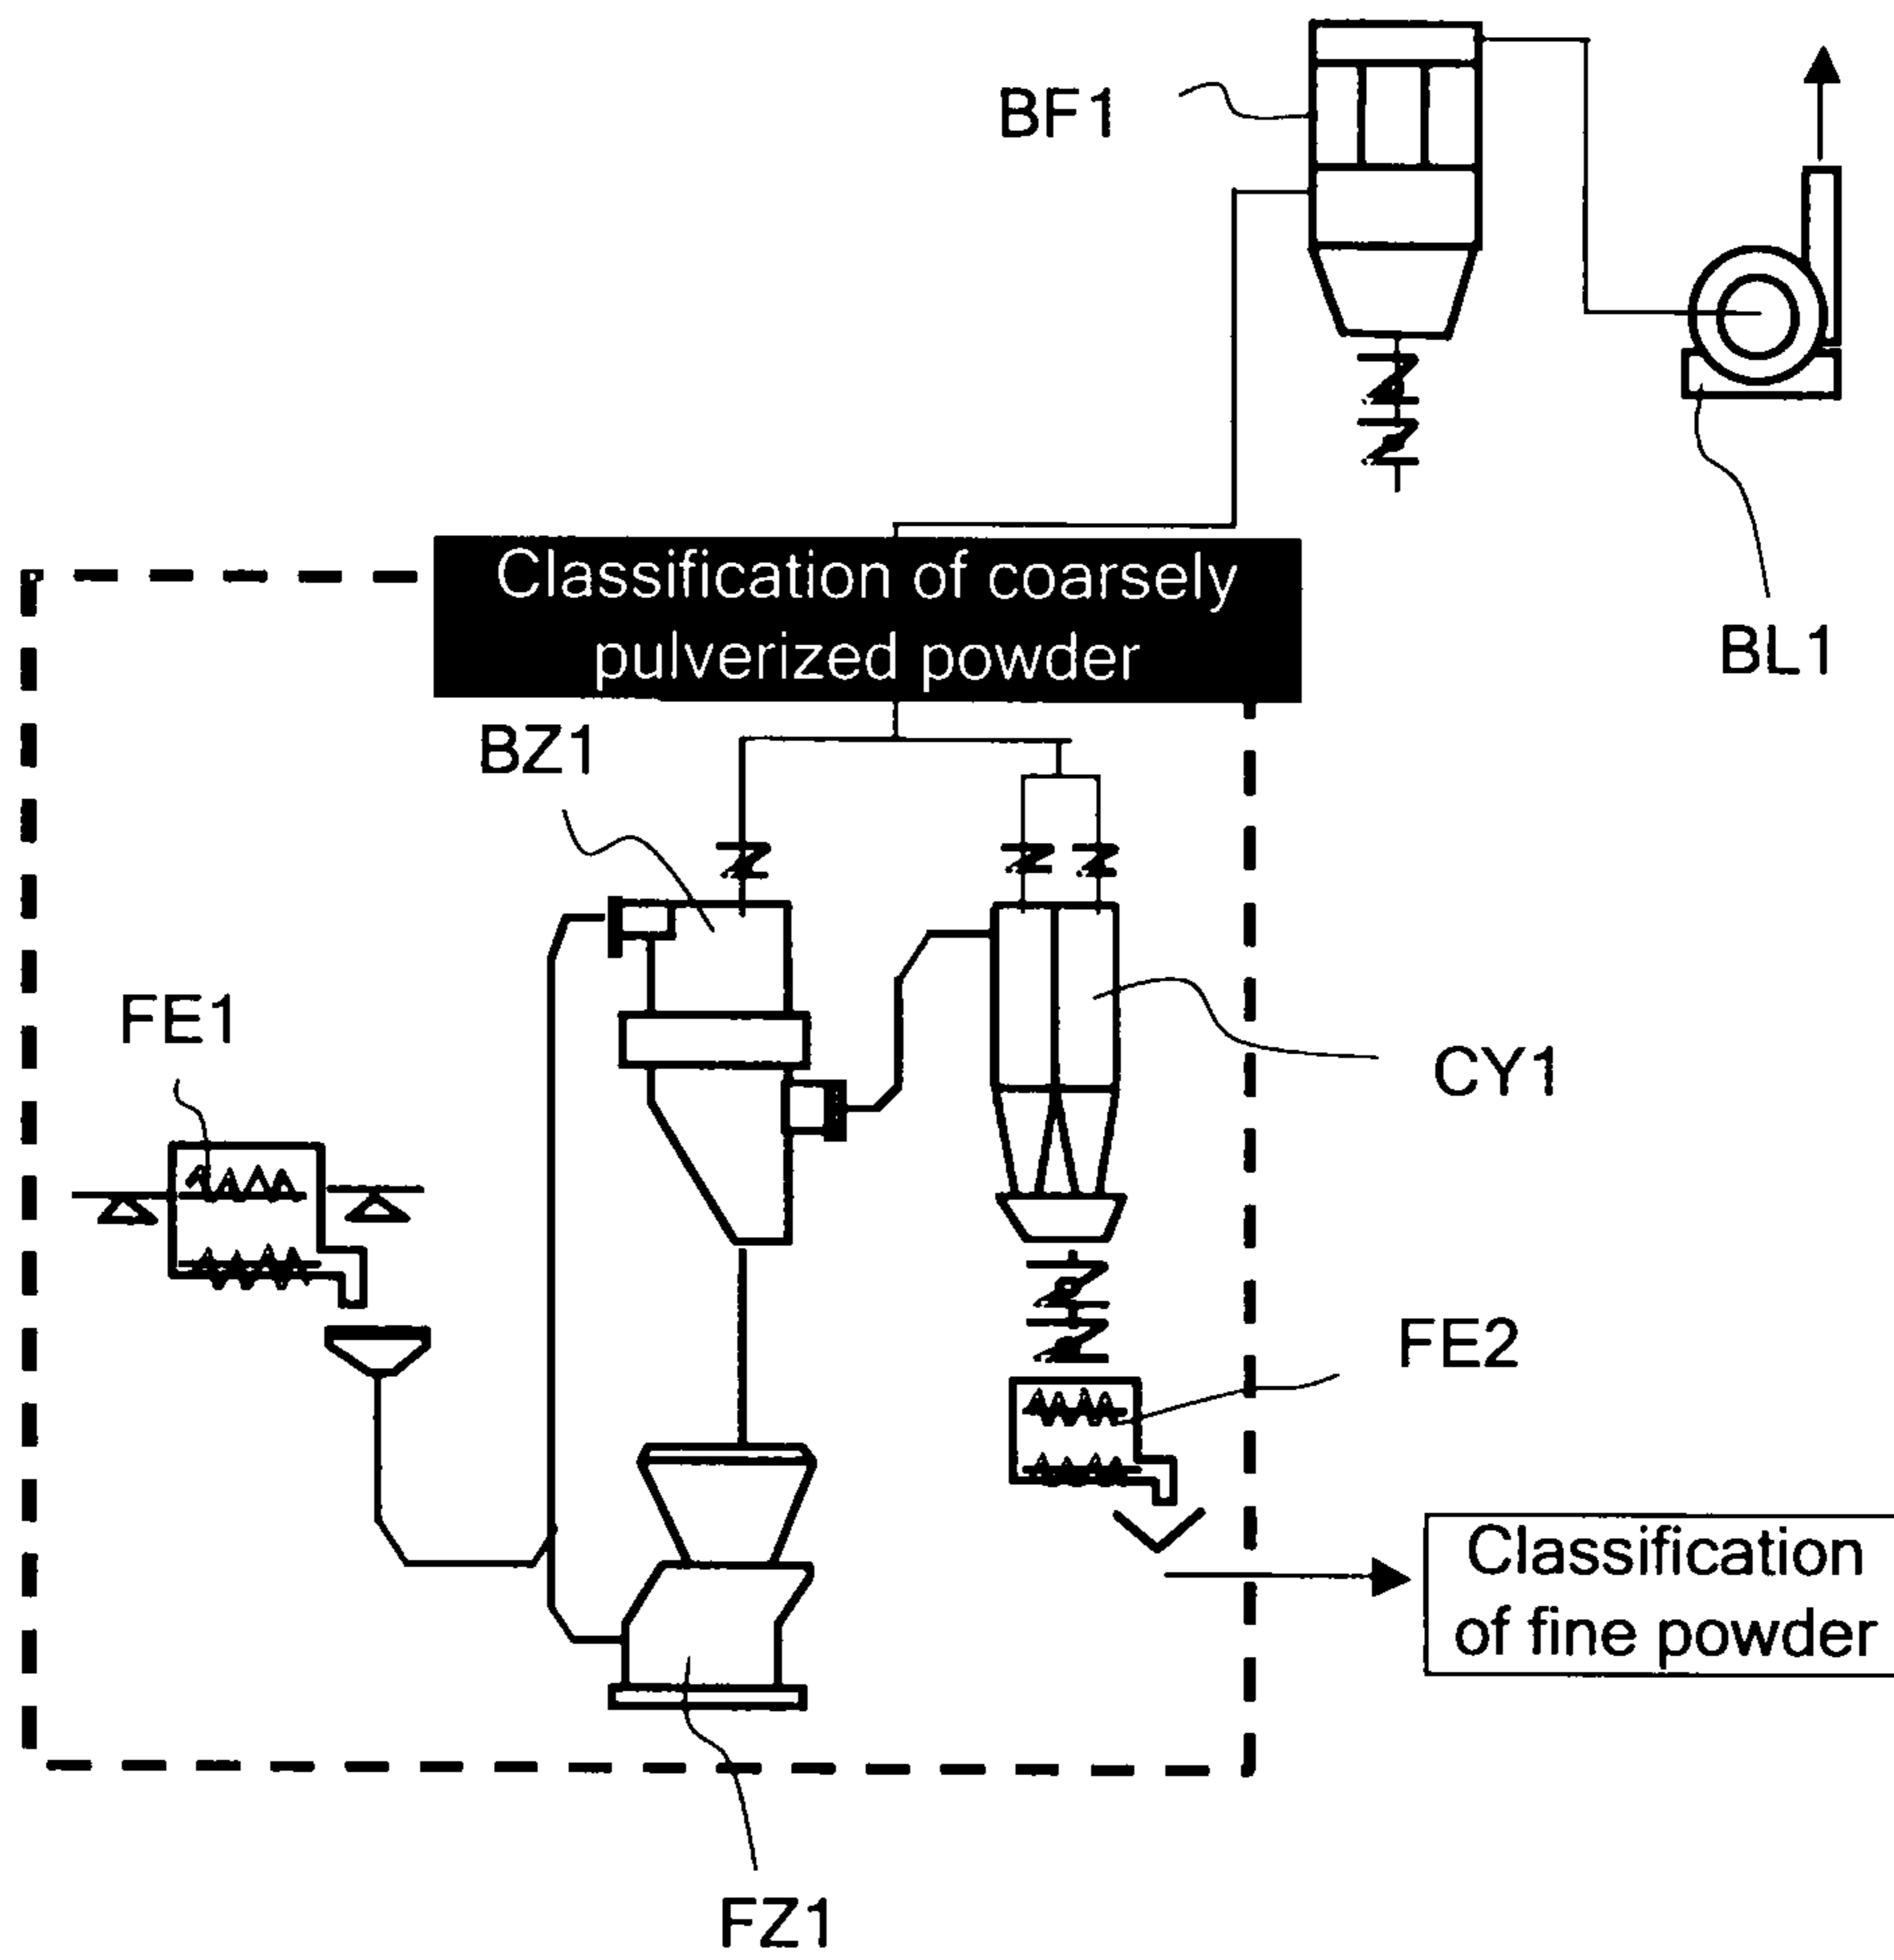 BF1
BL1
Classification of coarsely
pulverized powder
BZ1
FE1
CY1
FE2
Classification
of fine powder
FZ1